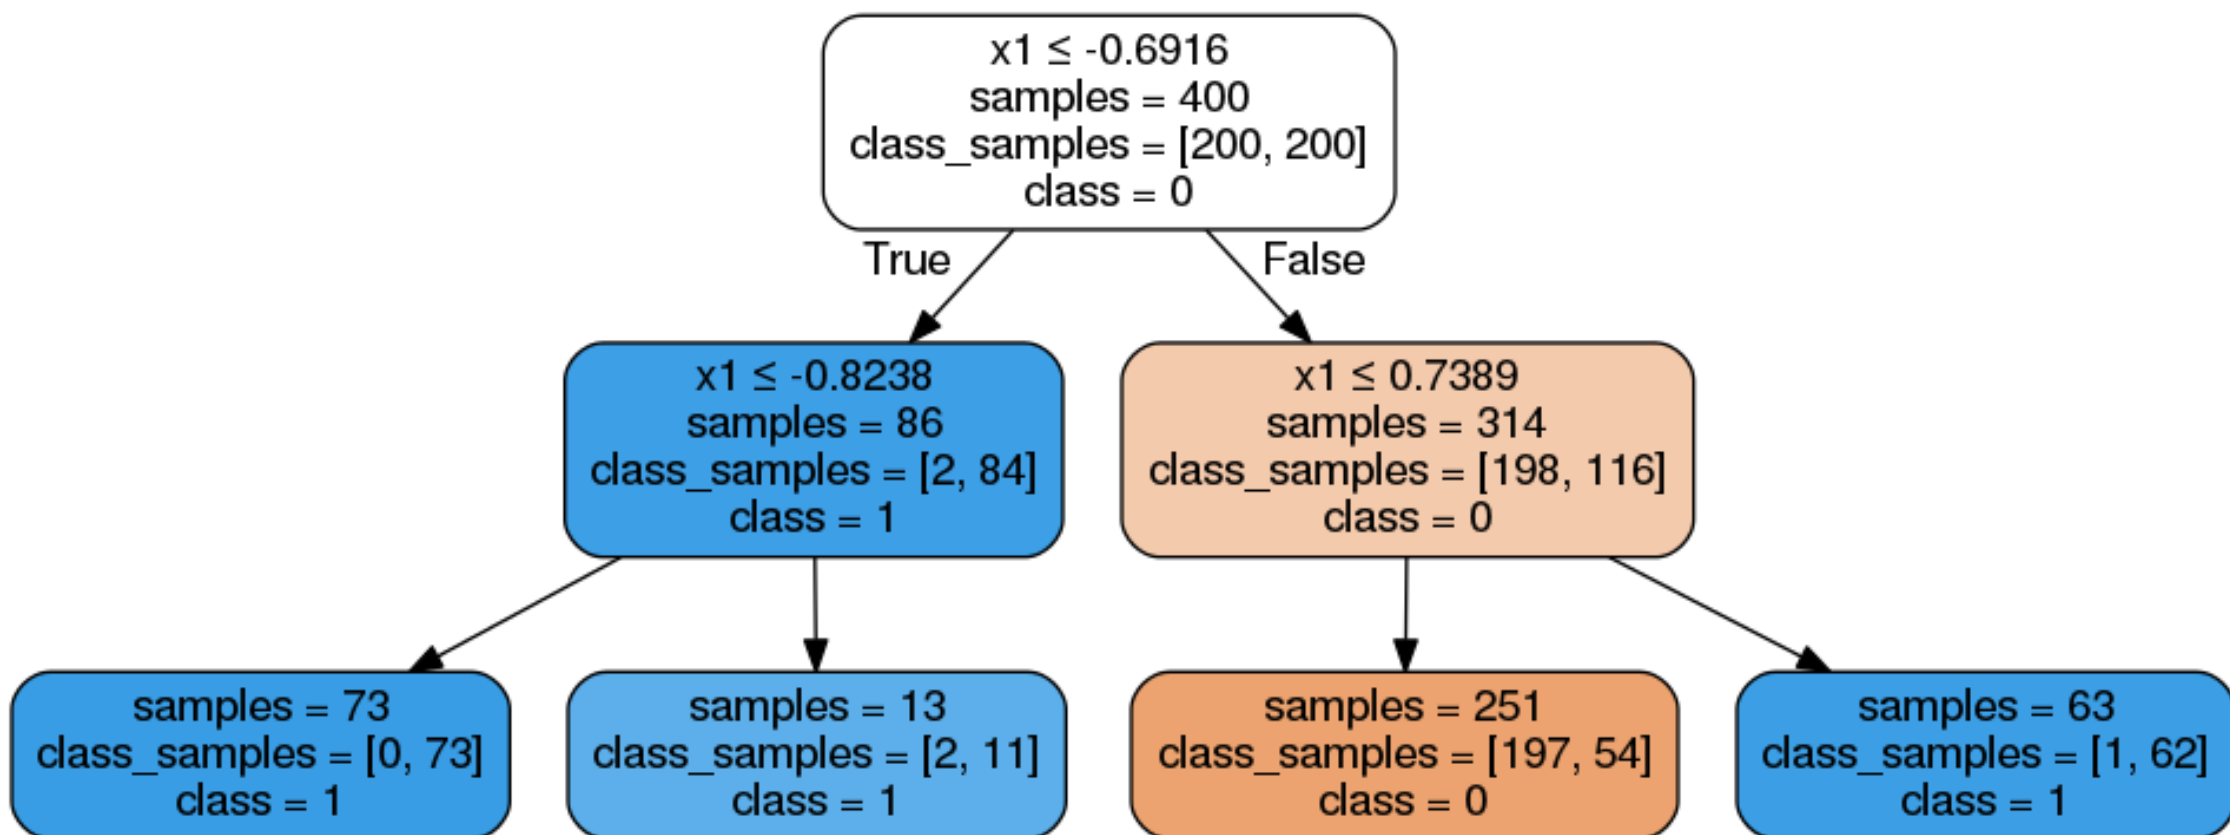 x1 ≤ -0.6916
samples = 400
class_samples = [200, 200]
class = 0
True
False
x1 ≤ -0.8238
samples = 86
class_samples = [2, 84]
class = 1
x1 ≤ 0.7389
samples = 314
class_samples = [198, 116]
class = 0
samples = 73
class_samples = [0, 73]
class = 1
samples = 13
class_samples = [2, 11]
class = 1
samples = 251
class_samples = [197, 54]
class = 0
samples = 63
class_samples = [1, 62]
class = 1